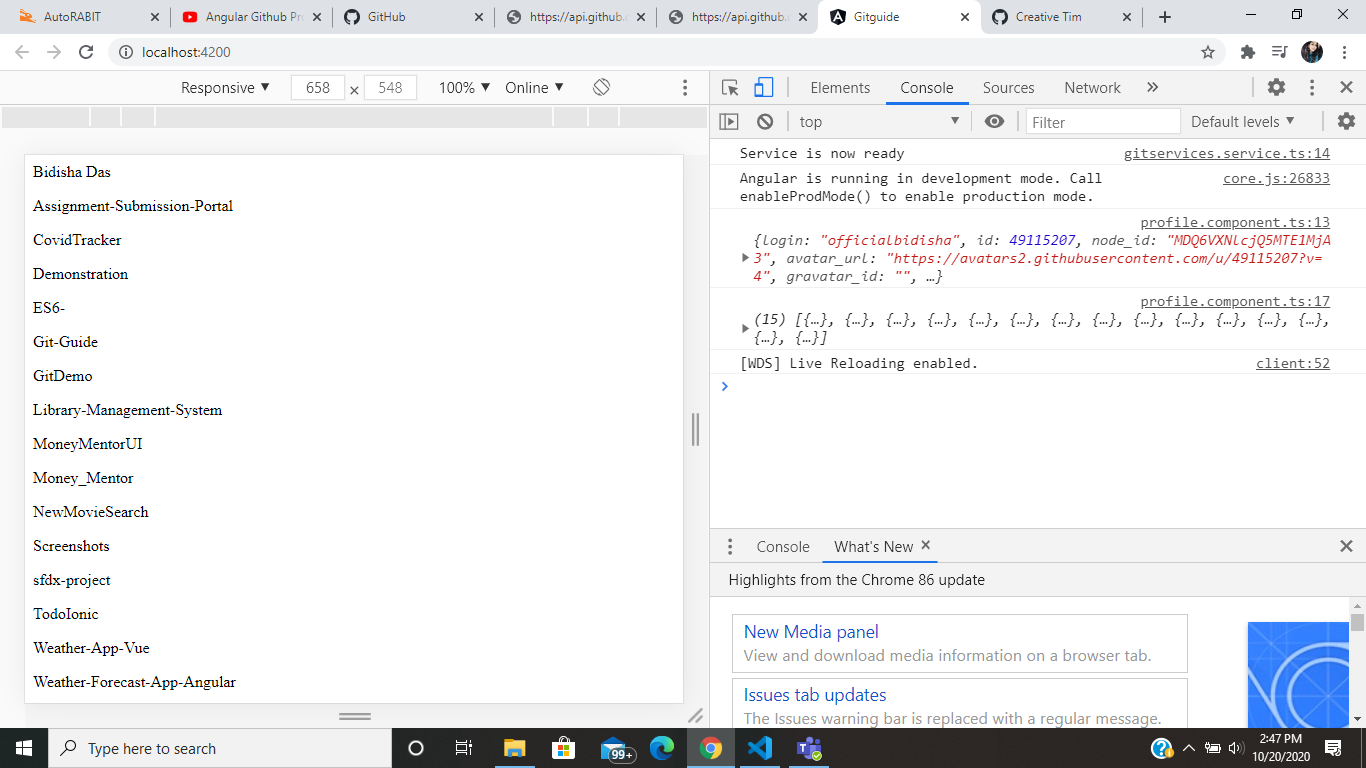 AutoRABIT
Angular Github Pr
GitHub
https://api.github.
https://api.github.
Gitguide
Creative Tim
localhost:4200
Responsive ▼ 658 × 548 100% ▼ Online ▼
Bidisha Das
Assignment-Submission-Portal
CovidTracker
Demonstration
ES6-
Git-Guide
GitDemo
Library-Management-System
MoneyMentorUI
Money_Mentor
NewMovieSearch
Screenshots
sfdx-project
TodoIonic
Weather-App-Vue
Weather-Forecast-App-Angular
Elements Console Sources Network »
top ▼ Filter Default levels ▼
Service is now ready gitservices.service.ts:14
Angular is running in development mode. Call core.js:26833
enableProdMode() to enable production mode.
profile.component.ts:13
{login: "officialbidisha", id: 49115207, node_id: "MDQ6VXNlcjQ5MTE1MjA
3", avatar_url: "https://avatars2.githubusercontent.com/u/49115207?v=
4", gravatar_id: "", …}
profile.component.ts:17
(15) [{…}, {…}, {…}, {…}, {…}, {…}, {…}, {…}, {…}, {…}, {…}, {…}, {…},
{…}, {…}]
[WDS] Live Reloading enabled. client:52
Console What's New ×
Highlights from the Chrome 86 update
New Media panel
View and download media information on a browser tab.
Issues tab updates
The Issues warning bar is replaced with a regular message.
Type here to search
99+
2:47 PM
10/20/2020